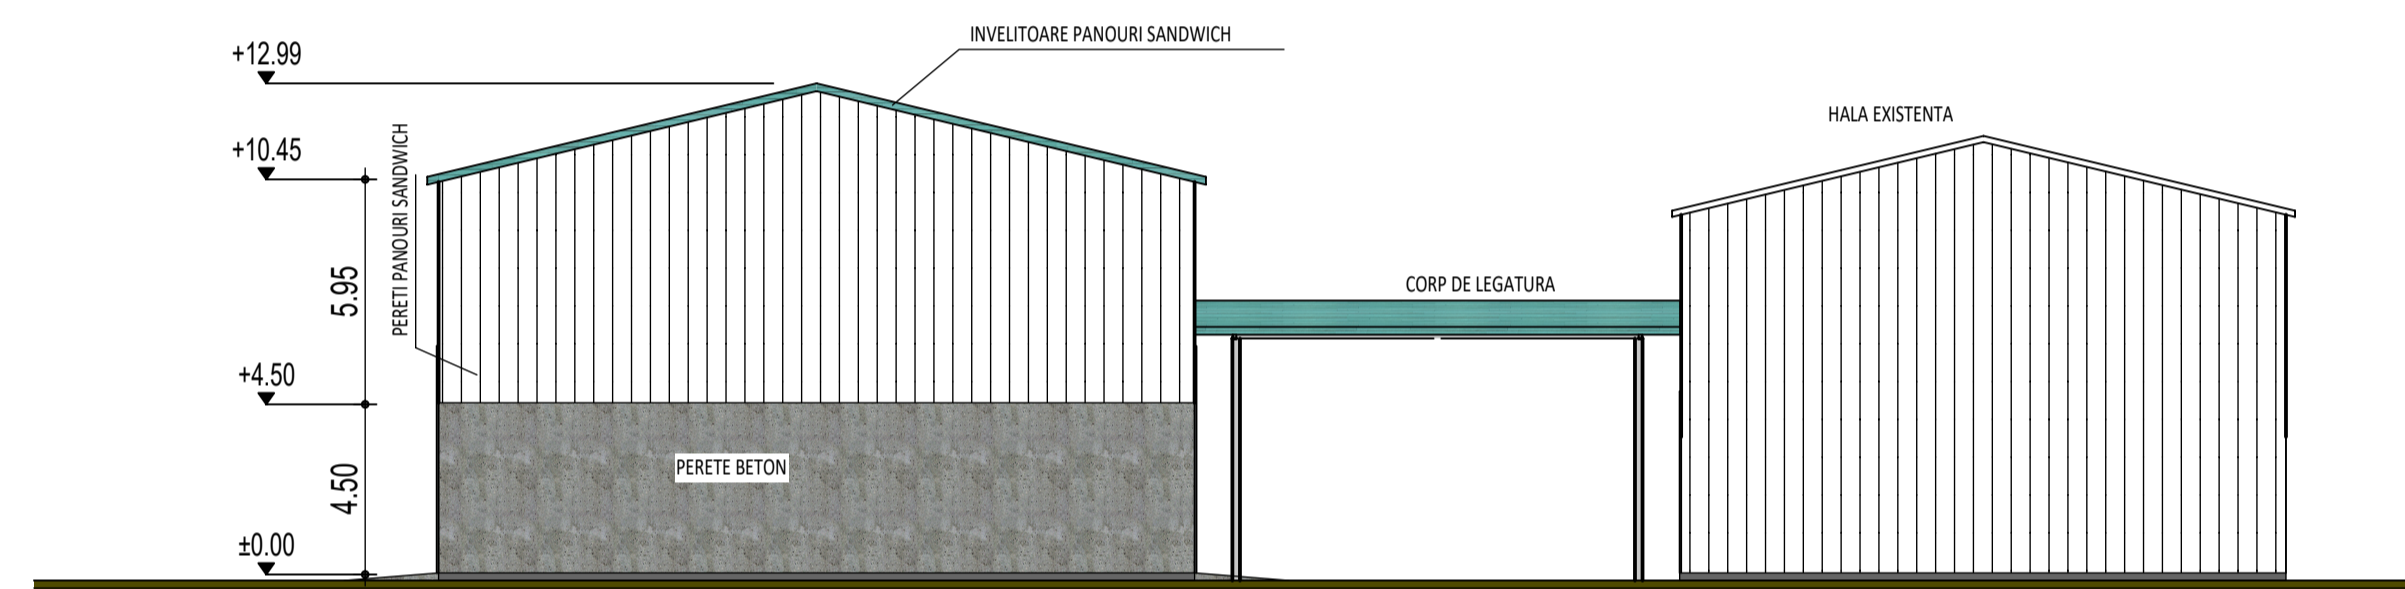 INVELITOARE PANOURI SANDWICH
+12.99
HALA EXISTENTA
+10.45
PERETI PANOURI SANDWICH
5.95
CORP DE LEGATURA
+4.50
PERETE BETON
4.50
±0.00